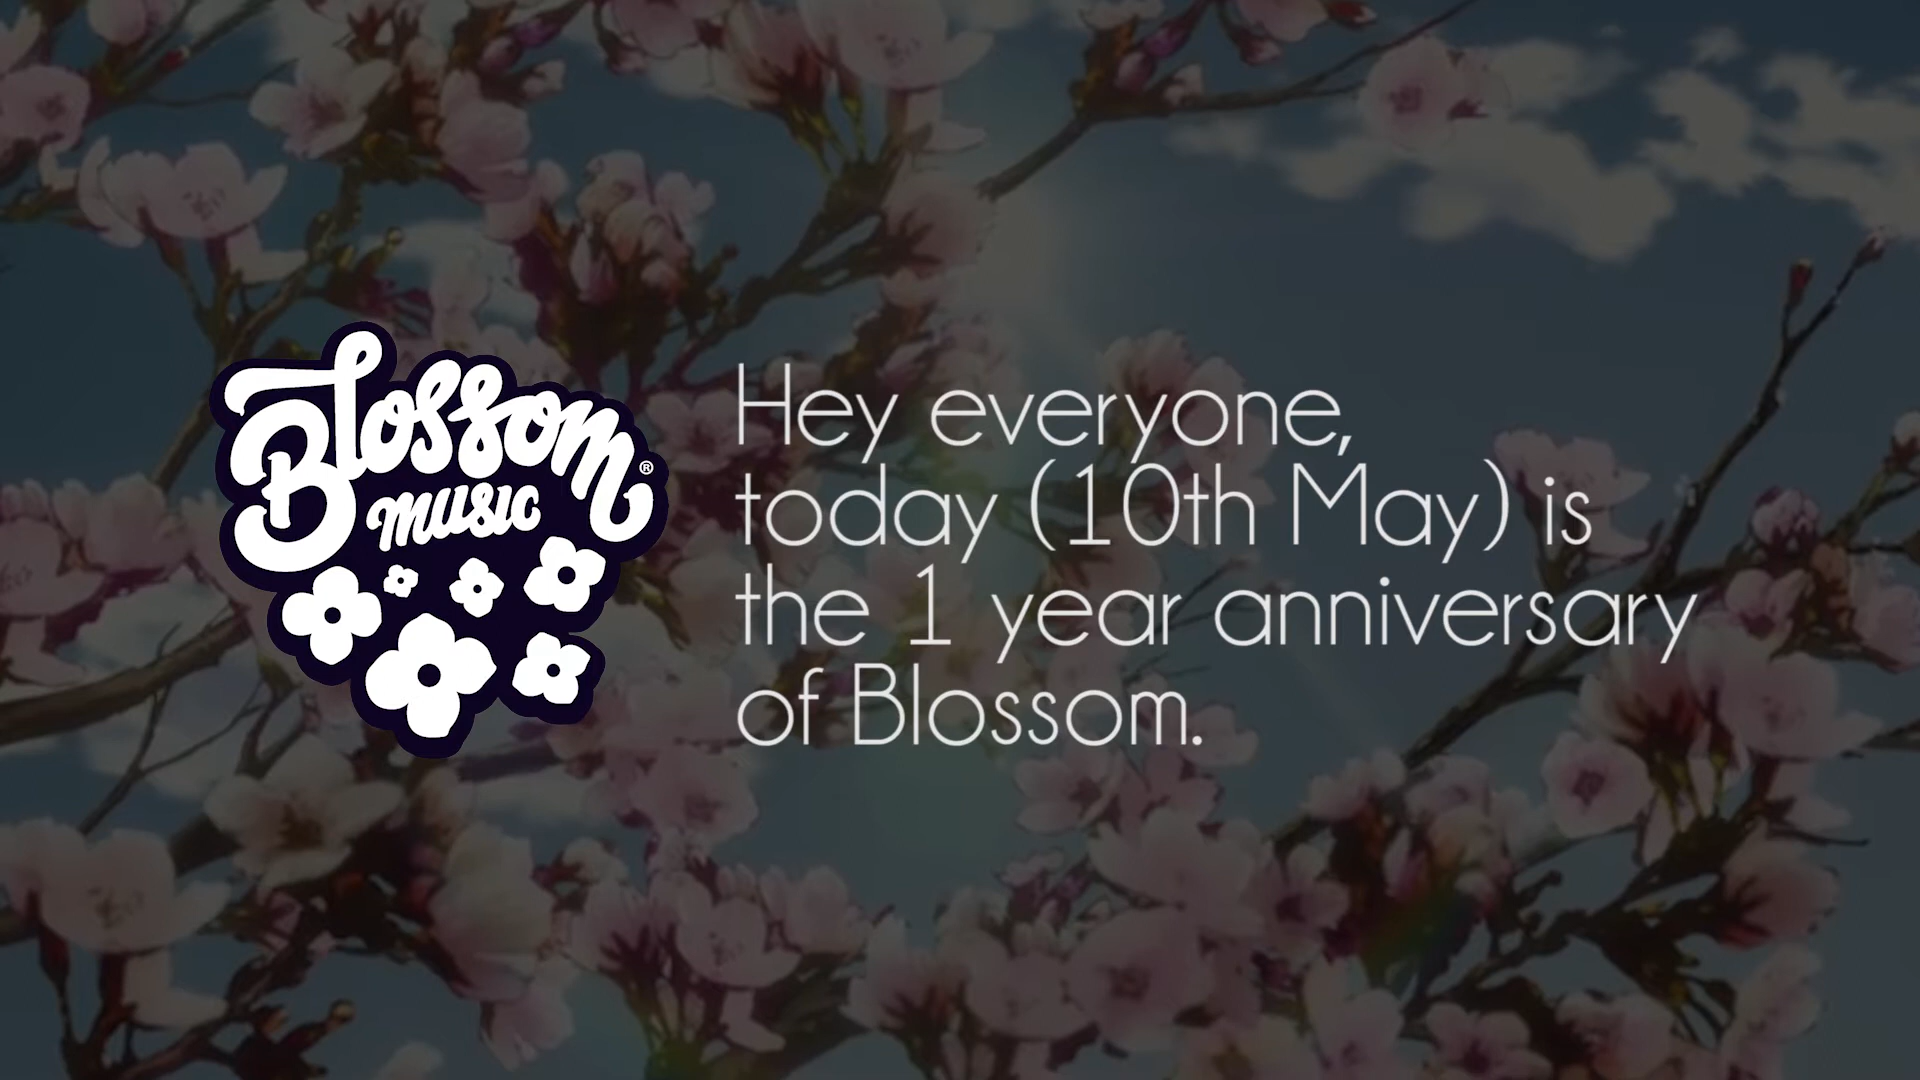 Blossom®
music
Hey everyone,
today (10th May) is
the 1 year anniversary
of Blossom.